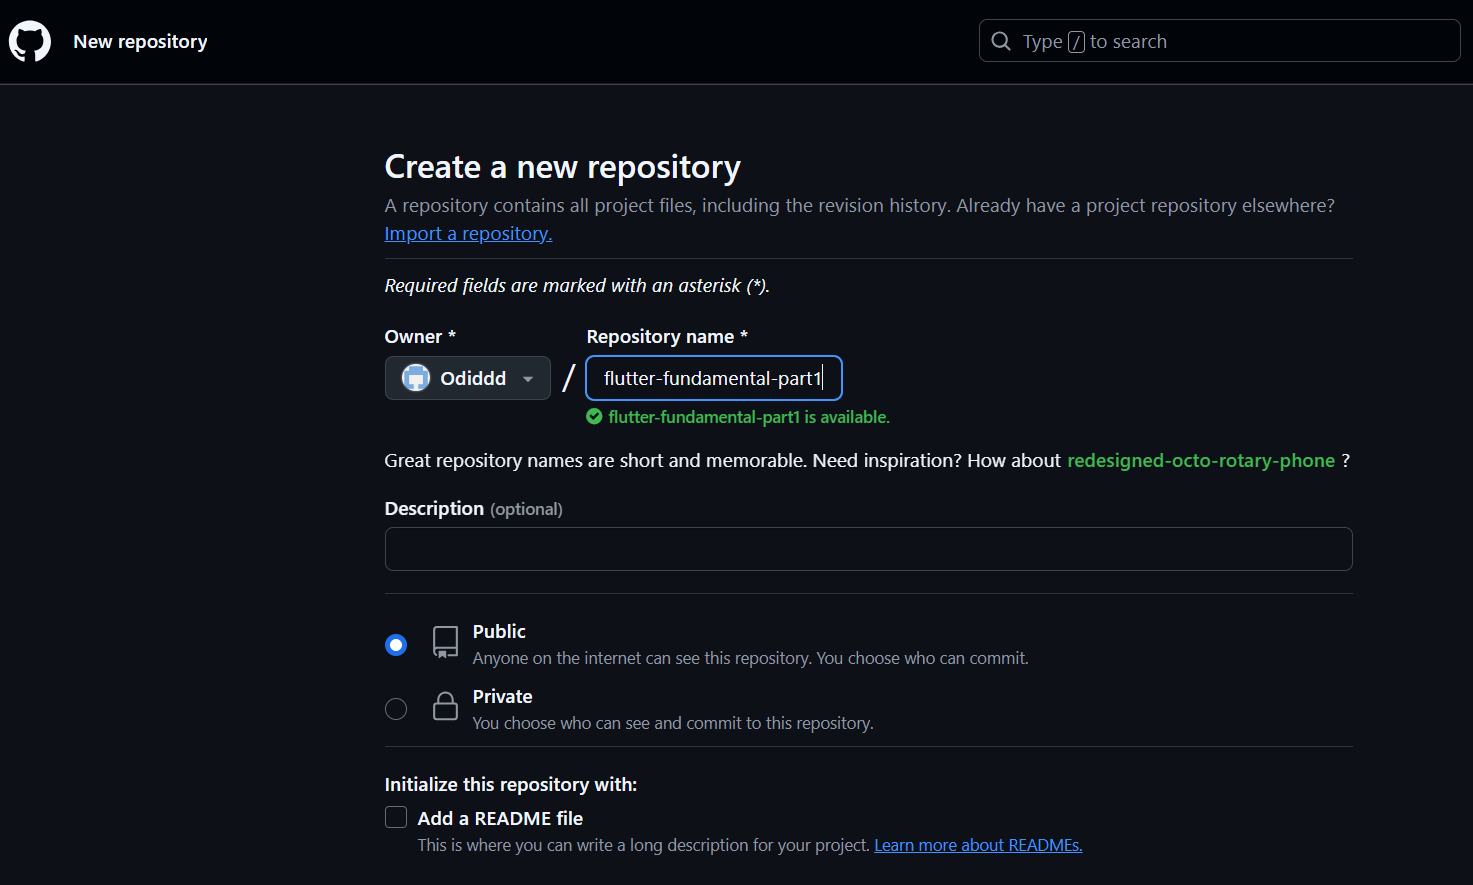 New repository
Type / to search
Create a new repository
A repository contains all project files, including the revision history. Already have a project repository elsewhere?
Import a repository.
Required fields are marked with an asterisk (*).
Owner * Repository name *
Odiddd / flutter-fundamental-part1
flutter-fundamental-part1 is available.
Great repository names are short and memorable. Need inspiration? How about redesigned-octo-rotary-phone ?
Description (optional)
Public
Anyone on the internet can see this repository. You choose who can commit.
Private
You choose who can see and commit to this repository.
Initialize this repository with:
Add a README file
This is where you can write a long description for your project. Learn more about READMEs.